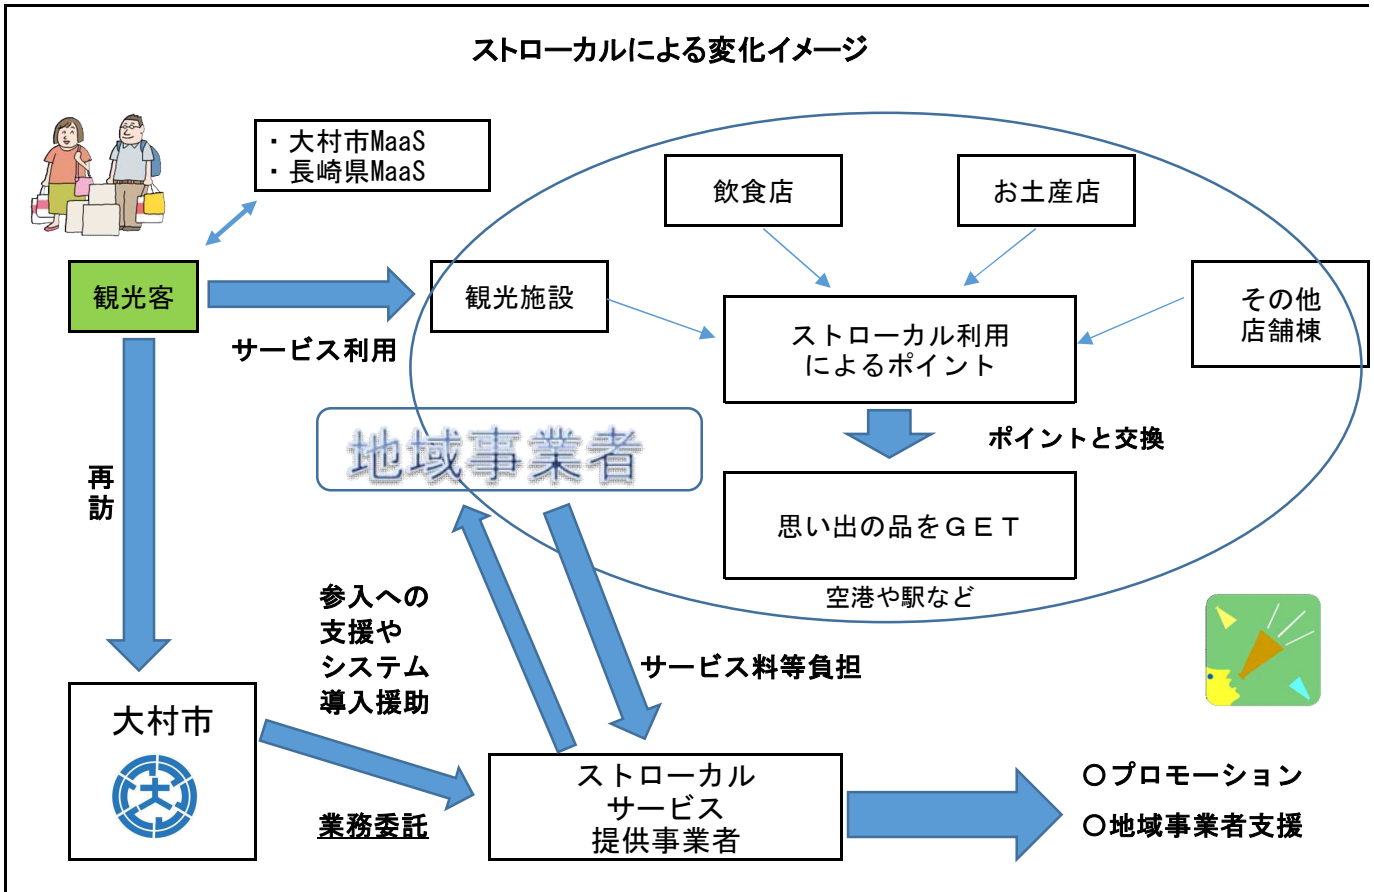 ストローカルによる変化イメージ
・大村市MaaS
・長崎県MaaS
飲食店
お土産店
観光客
サービス利用
観光施設
ストローカル利用
によるポイント
その他
店舗棟
地域事業者
ポイントと交換
再
訪
思い出の品をＧＥＴ
空港や駅など
参入への
支援や
システム
導入援助
サービス料等負担
大村市
大
業務委託
ストローカル
サービス
提供事業者
〇プロモーション
〇地域事業者支援